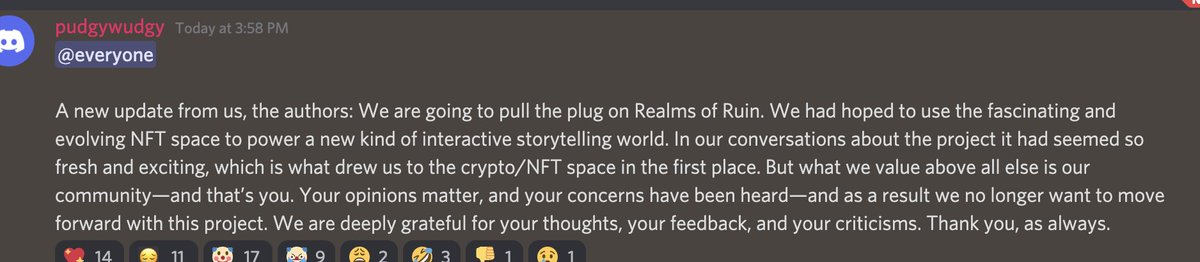 pudgywudgy Today at 3:58 PM
@everyone
A new update from us, the authors: We are going to pull the plug on Realms of Ruin. We had hoped to use the fascinating and
evolving NFT space to power a new kind of interactive storytelling world. In our conversations about the project it had seemed so
fresh and exciting, which is what drew us to the crypto/NFT space in the first place. But what we value above all else is our
community—and that's you. Your opinions matter, and your concerns have been heard—and as a result we no longer want to move
forward with this project. We are deeply grateful for your thoughts, your feedback, and your criticisms. Thank you, as always.
14 11 17 9 2 3 1 1